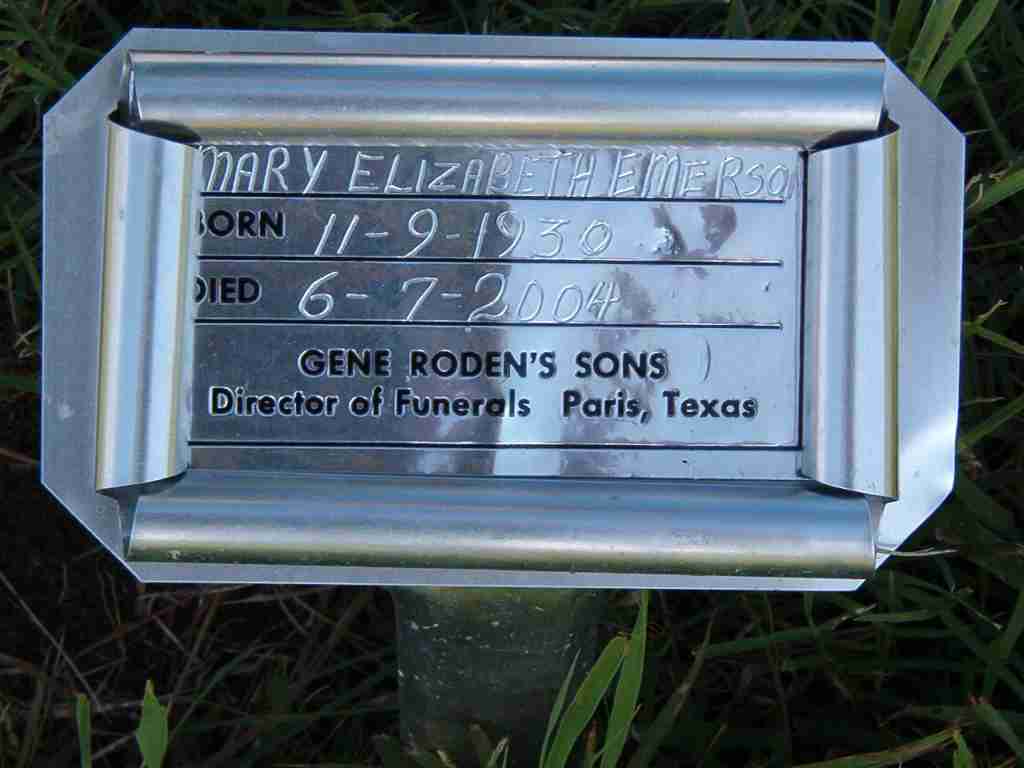 MARY ELIZABETH EMERSO
BORN 11-9-1930
DIED 6-7-2004
GENE RODEN'S SONS
Director of Funerals Paris, Texas